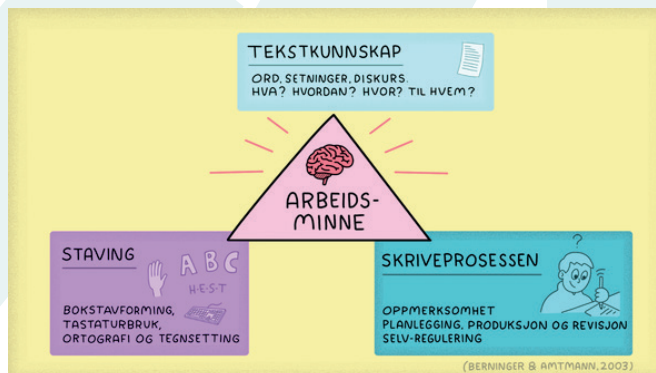 TEKSTKUNNSKAP
ORD, SETNINGER, DISKURS.
HVA? HVORDAN? HVOR? TIL HVEM?
ARBEIDS-
MINNE
STAVING
A B C
H-E-S-T
BOKSTAVFORMING,
TASTATURBRUK,
ORTOGRAFI OG TEGNSETTING
SKRIVEPROSESSEN
?
OPPMERKSOMHET
PLANLEGGING, PRODUKSJON OG REVISJON
SELV-REGULERING
(BERNINGER & AMTMANN, 2003)